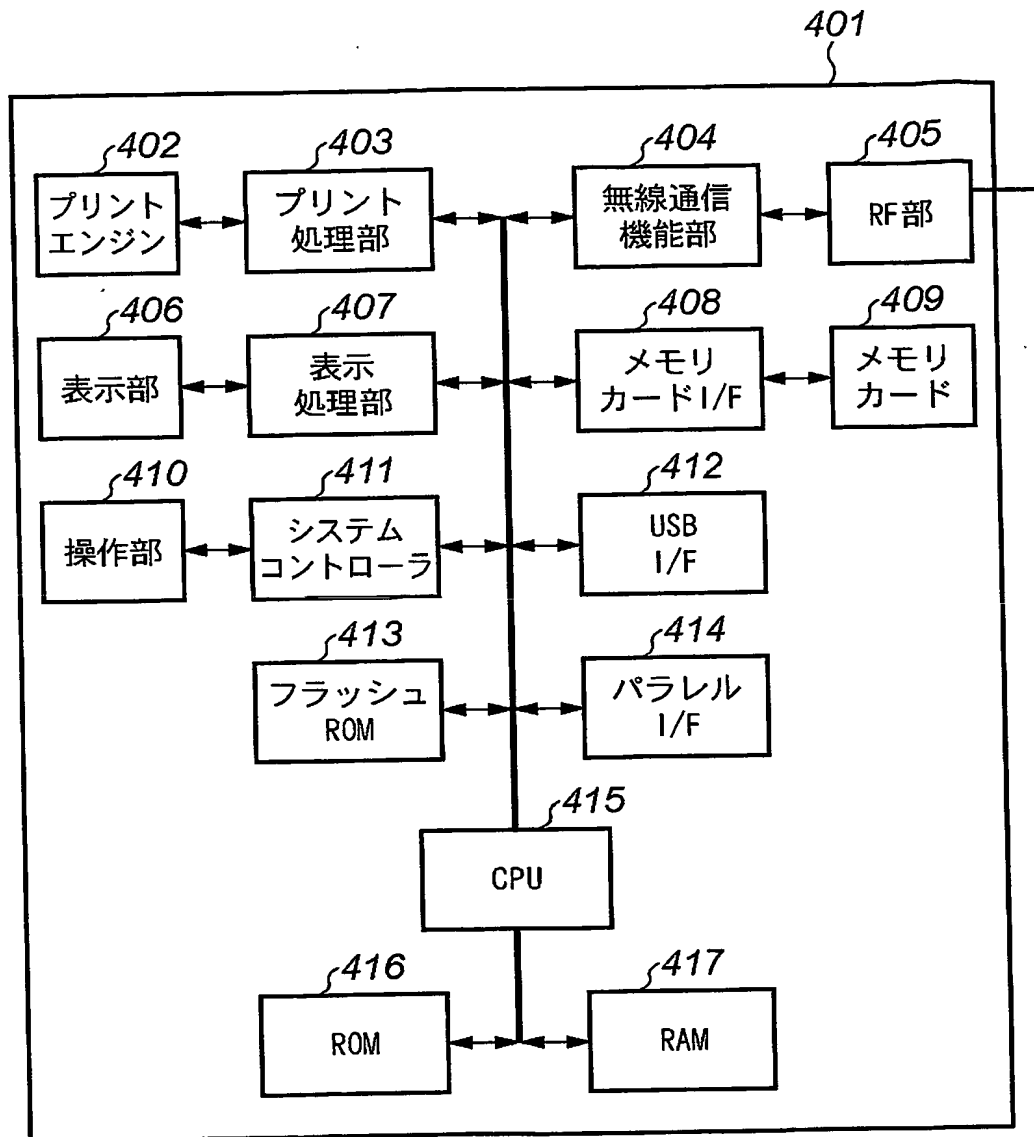 401
402
プリント
エンジン
403
プリント
処理部
404
無線通信
機能部
405
RF部
406
表示部
407
表示
処理部
408
メモリ
カードI/F
409
メモリ
カード
410
操作部
411
システム
コントローラ
412
USB
I/F
413
フラッシュ
ROM
414
パラレル
I/F
415
CPU
416
ROM
417
RAM